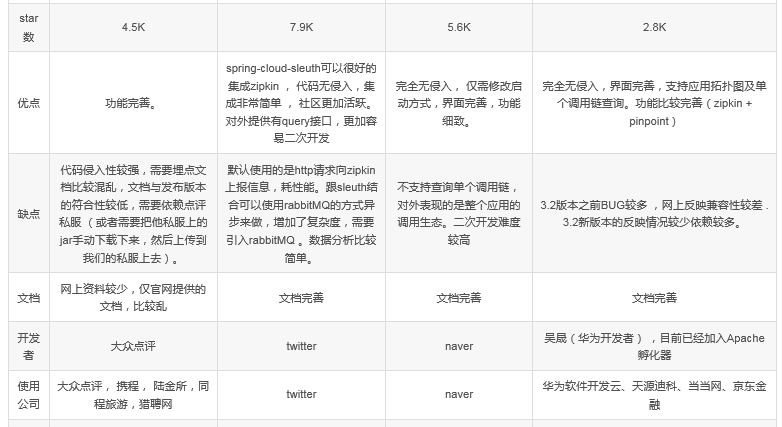 star
数
4.5K
7.9K
5.6K
2.8K
优点
功能完善。
spring-cloud-sleuth可以很好的
集成zipkin ， 代码无侵入，集
成非常简单 ， 社区更加活跃。
对外提供有query接口，更加容
易二次开发
完全无侵入， 仅需修改启
动方式，界面完善，功能
细致。
完全无侵入，界面完善，支持应用拓扑图及单
个调用链查询。功能比较完善（zipkin +
pinpoint）
缺点
代码侵入性较强，需要埋点文
档比较混乱，文档与发布版本
的符合性较低，需要依赖点评
私服 （或者需要把他私服上的
jar手动下载下来，然后上传到
我们的私服上去）。
默认使用的是http请求向zipkin
上报信息，耗性能。跟sleuth结
合可以使用rabbitMQ的方式异
步来做，增加了复杂度，需要
引入rabbitMQ 。数据分析比较
简单。
不支持查询单个调用链，
对外表现的是整个应用的
调用生态。二次开发难度
较高
3.2版本之前BUG较多 ，网上反映兼容性较差 .
3.2新版本的反映情况较少依赖较多。
文档
网上资料较少，仅官网提供的
文档，比较乱
文档完善
文档完善
文档完善
开发
者
大众点评
twitter
naver
吴晟（华为开发者） ，目前已经加入Apache
孵化器
使用
公司
大众点评 ，携程 ， 陆金所，同
程旅游，猎聘网
twitter
naver
华为软件开发云、天源迪科、当当网、京东金
融